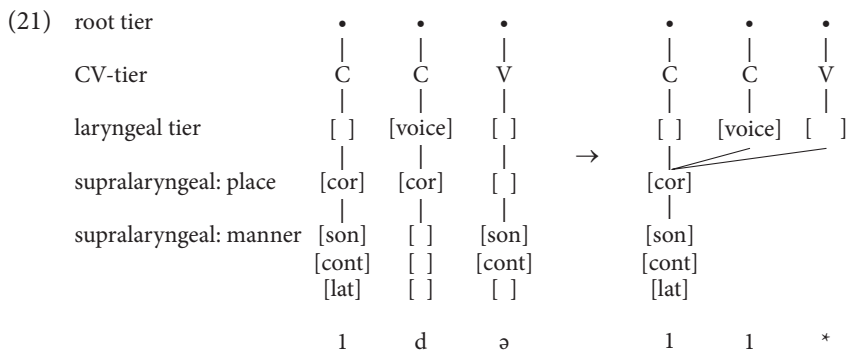 (21) root tier • • • • • •
CV-tier C C V C C V
laryngeal tier [ ] [voice] [ ] [ ] [voice] [ ]
→
supralaryngeal: place [cor] [cor] [ ] [cor]
supralaryngeal: manner [son] [ ] [son] [son]
[cont] [ ] [cont] [cont]
[lat] [ ] [ ] [lat]
l d ə l l *